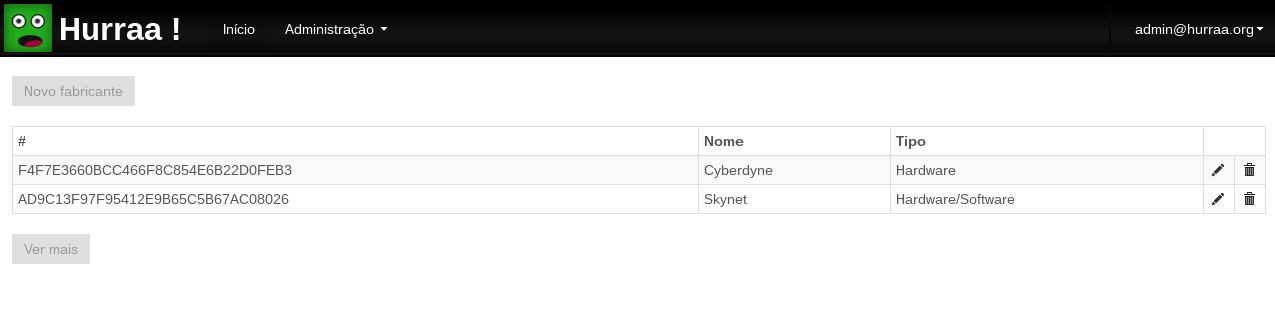 Hurraa ! Início Administração admin@hurraa.org
Novo fabricante
# Nome Tipo
F4F7E3660BCC466F8C854E6B22D0FEB3 Cyberdyne Hardware
AD9C13F97F95412E9B65C5B67AC08026 Skynet Hardware/Software
Ver mais